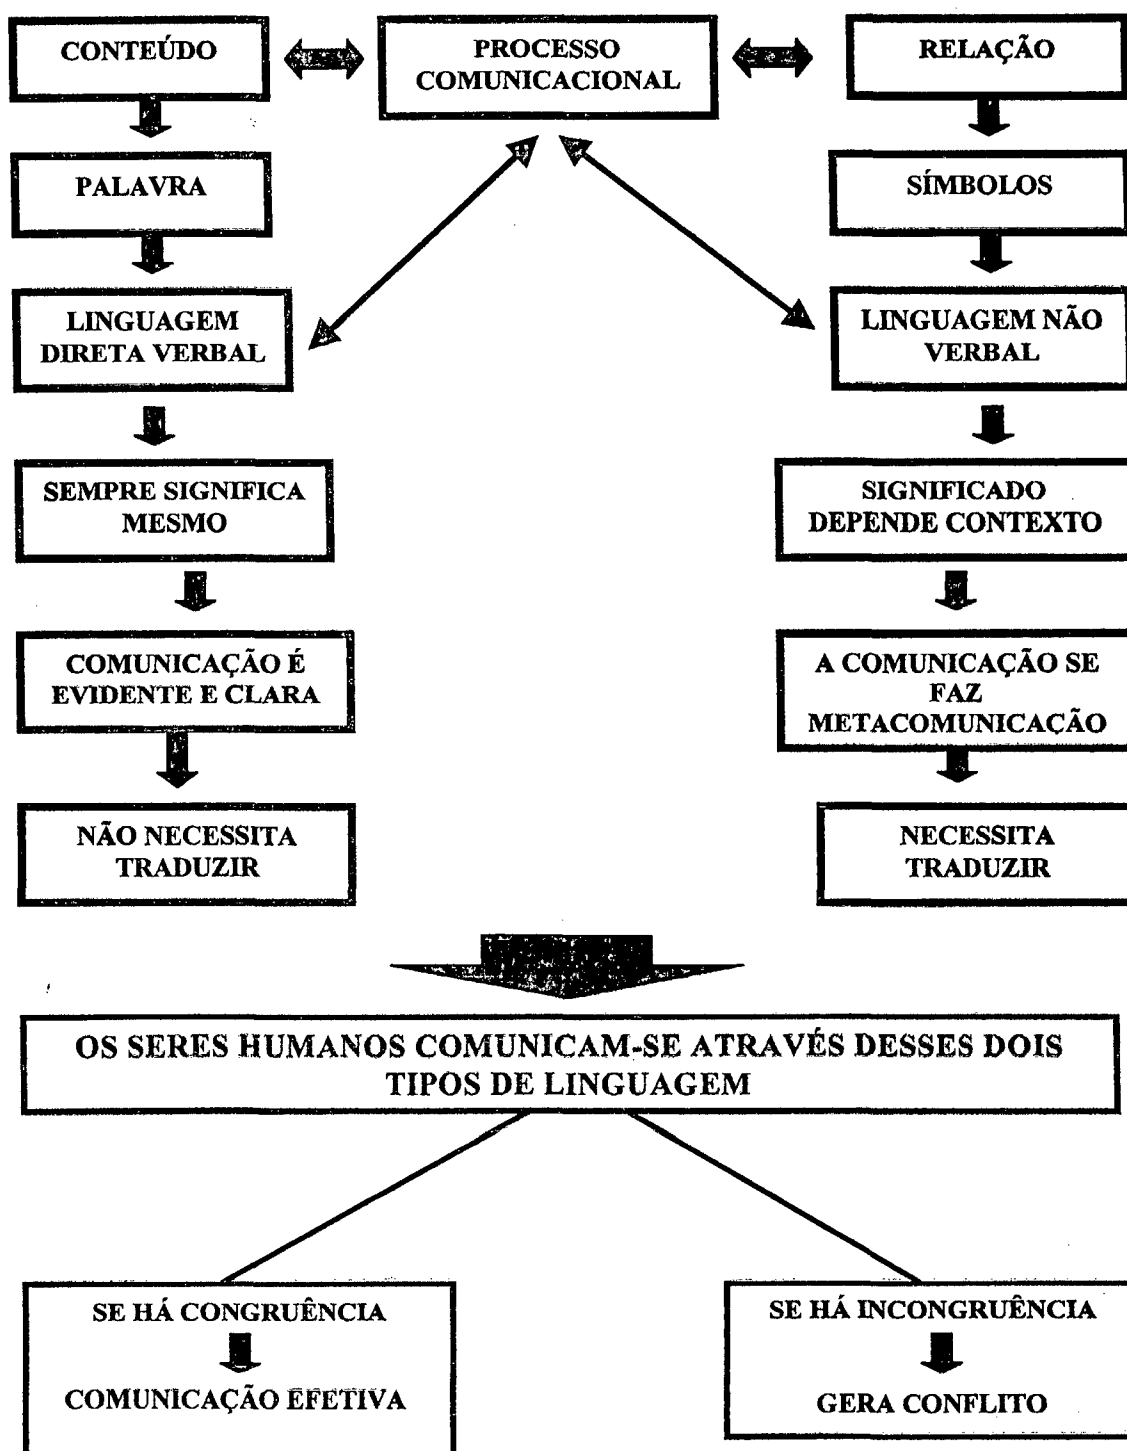 CONTEÚDO
PROCESSO
COMUNICACIONAL
RELAÇÃO
PALAVRA
SÍMBOLOS
LINGUAGEM
DIRETA VERBAL
LINGUAGEM NÃO
VERBAL
SEMPRE SIGNIFICA
MESMO
SIGNIFICADO
DEPENDE CONTEXTO
COMUNICAÇÃO É
EVIDENTE E CLARA
A COMUNICAÇÃO SE
FAZ
METACOMUNICAÇÃO
NÃO NECESSITA
TRADUZIR
NECESSITA
TRADUZIR
OS SERES HUMANOS COMUNICAM-SE ATRAVÉS DESSES DOIS
TIPOS DE LINGUAGEM
SE HÁ CONGRUÊNCIA
COMUNICAÇÃO EFETIVA
SE HÁ INCONGRUÊNCIA
GERA CONFLITO